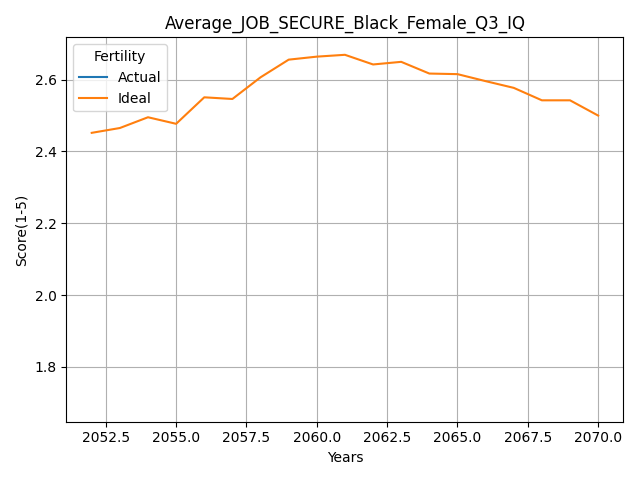 Average_JOB_SECURE_Black_Female_Q3_IQ
Fertility
Actual
Ideal
Score(1-5)
2.6
2.4
2.2
2.0
1.8
2052.5 2055.0 2057.5 2060.0 2062.5 2065.0 2067.5 2070.0
Years